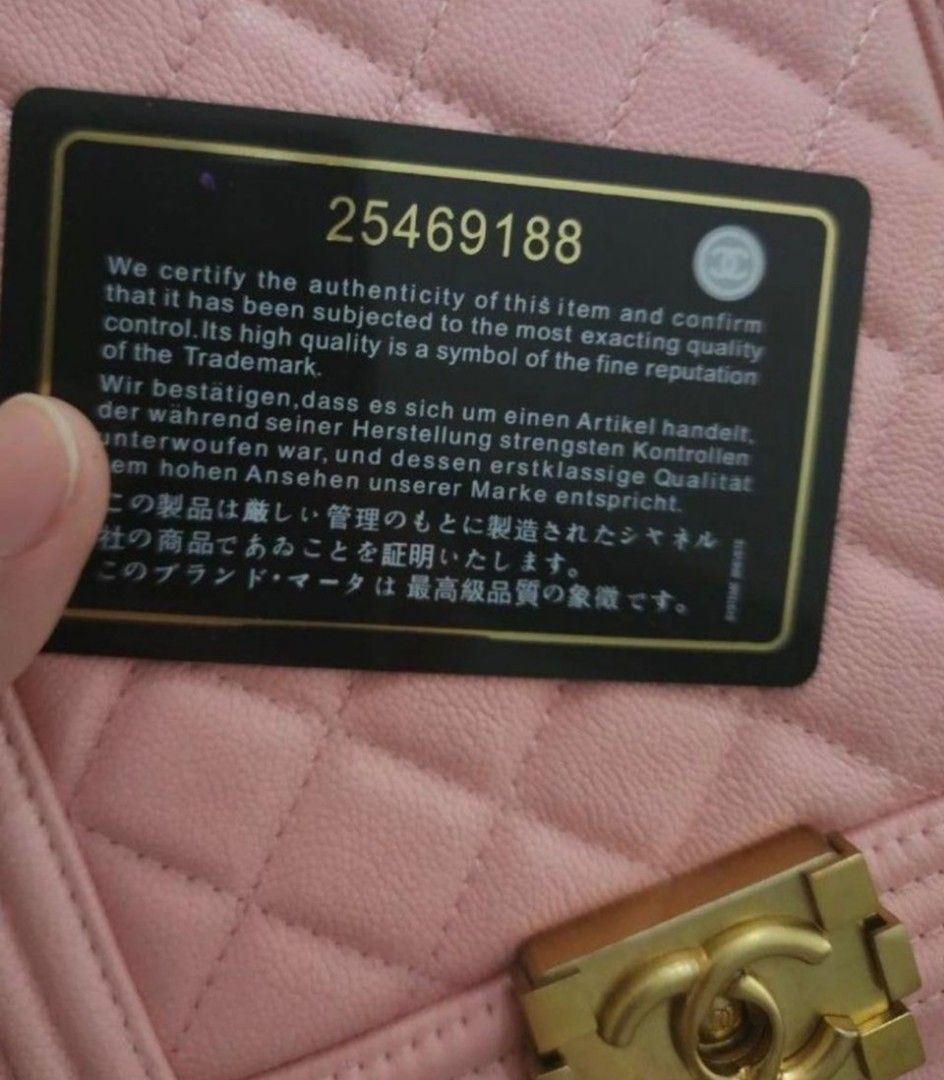 25469188
We certify the authenticity of this item and confirm
that it has been subjected to the most exacting quality
control.Its high quality is a symbol of the fine reputation
of the Trademark.
Wir bestätigen,dass es sich um einen Artikel handelt,
der während seiner Herstellung strengsten Kontrollen
unterwoufen war,und dessen erstklassige Qualitat
em hohen Ansehen unserer Marke entspricht.
この製品は厳しい管理のもとに製造されたシャネル
社の商品であゐことを証明いたします。
このブランド・マータは最高級品質の象徴です。